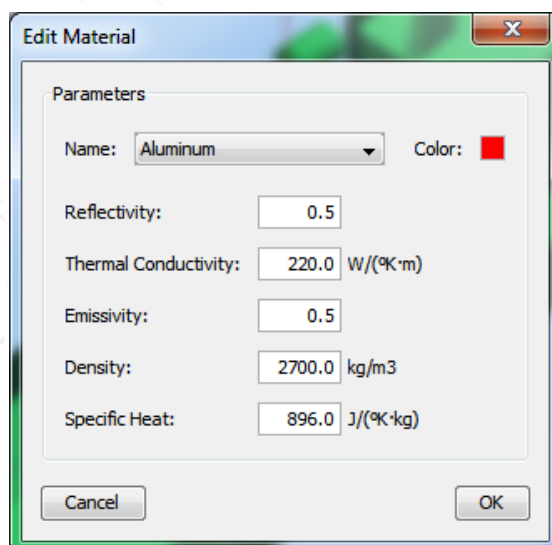 Edit Material
Parameters
Name: Aluminum Color:
Reflectivity: 0.5
Thermal Conductivity: 220.0 W/(ºK·m)
Emissivity: 0.5
Density: 2700.0 kg/m3
Specific Heat: 896.0 J/(ºK·kg)
Cancel OK